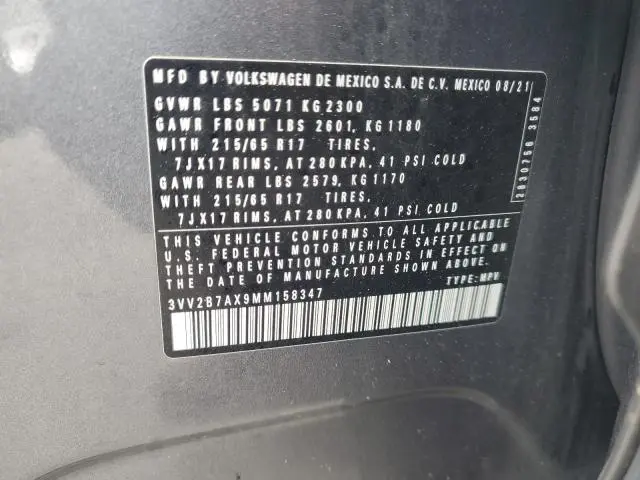 MFD BY VOLKSWAGEN DE MEXICO S.A. DE C.V. MEXICO 08/21
GVWR LBS 5071 KG 2300
GAWR FRONT LBS 2601, KG 1180
WITH 215/65 R17 TIRES,
7JX17 RIMS, AT 280 KPA, 41 PSI COLD
GAWR REAR LBS 2579, KG 1170
WITH 215/65 R17 TIRES,
7JX17 RIMS, AT 280 KPA, 41 PSI COLD
THIS VEHICLE CONFORMS TO ALL APPLICABLE
U.S. FEDERAL MOTOR VEHICLE SAFETY AND
THEFT PREVENTION STANDARDS IN EFFECT ON
THE DATE OF MANUFACTURE SHOWN ABOVE.
3VV2B7AX9MM158347 TYPE: MPV
2830756 3584